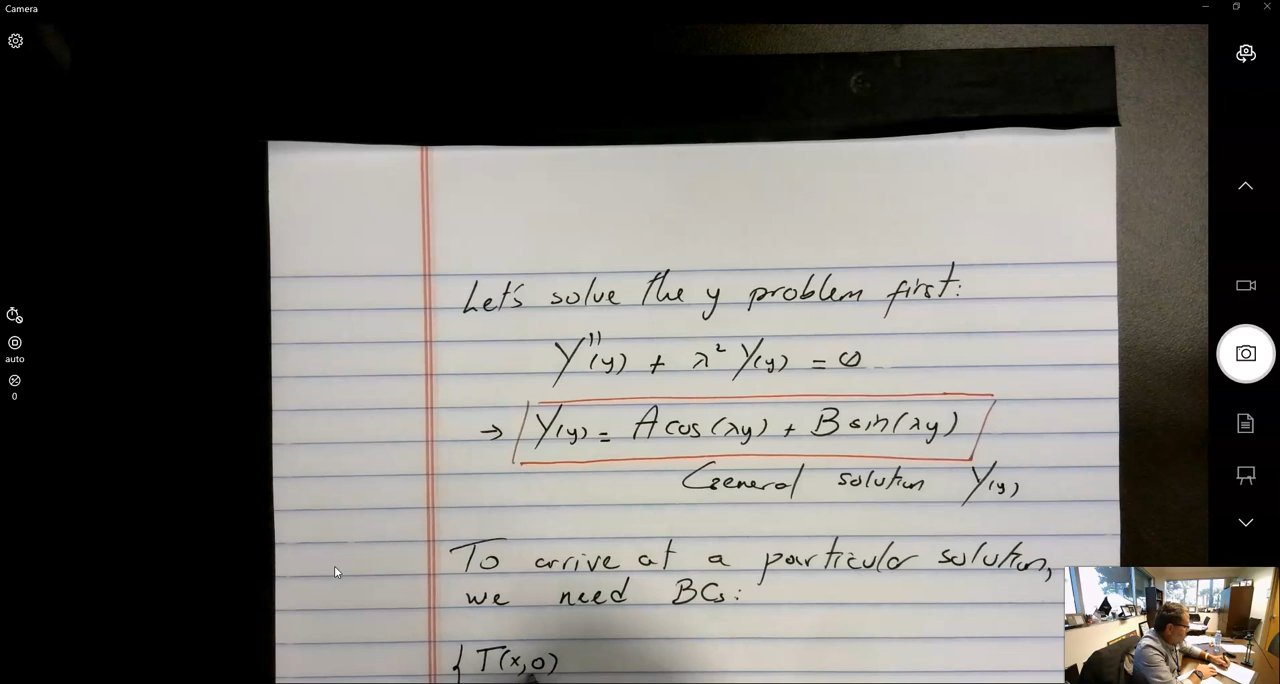 Camera
Let's solve the y problem first:
Y''(y) + λ² Y(y) = 0
→ Y(y) = A cos(λy) + B sin(λy)
General solution Y(y)
To arrive at a particular solution,
we need BCs:
{ T(x,0)
auto
0